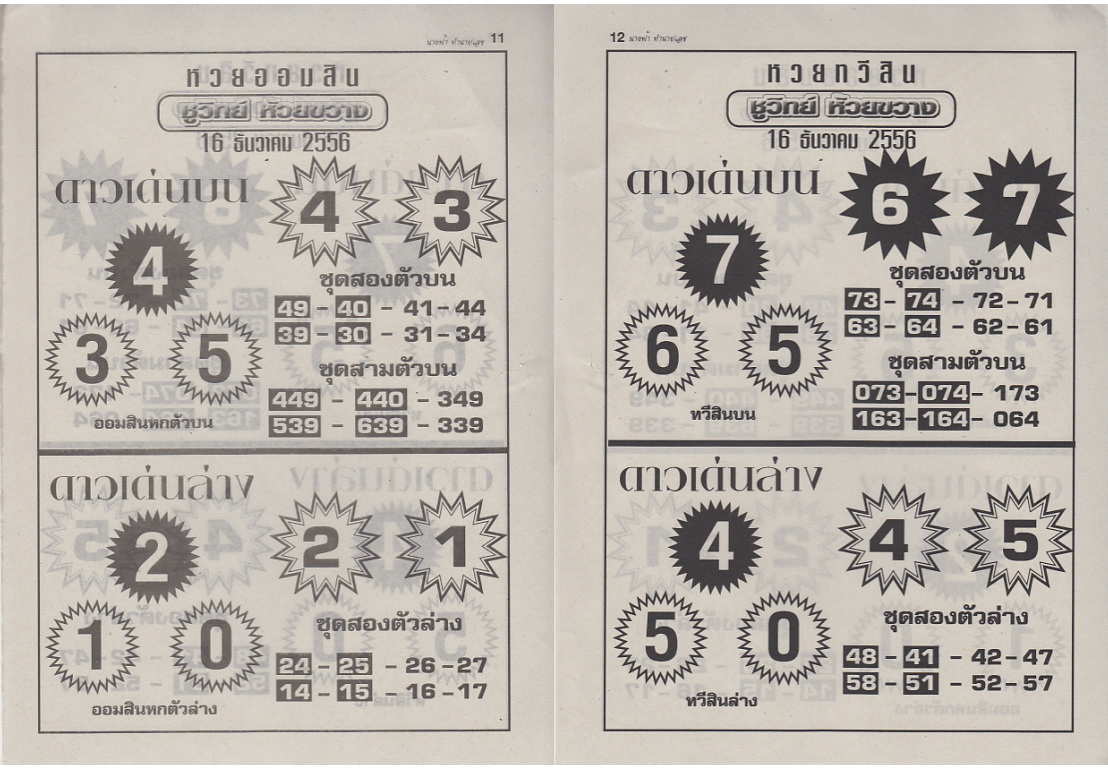 นางฟ้า ทำนายเลข 11
หวยออมสิน
ชูวิทย์ ห้วยขวาง
16 ธันวาคม 2556
ดาวเด่นบน
4 3
4
3 5
ชุดสองตัวบน
49 - 40 - 41 - 44
39 - 30 - 31 - 34
ชุดสามตัวบน
449 - 440 - 349
539 - 639 - 339
ออมสินหกตัวบน
ดาวเด่นล่าง
2 1
2
1 0
ชุดสองตัวล่าง
24 - 25 - 26 - 27
14 - 15 - 16 - 17
ออมสินหกตัวล่าง
12 นางฟ้า ทำนายเลข
หวยทวีสิน
ชูวิทย์ ห้วยขวาง
16 ธันวาคม 2556
ดาวเด่นบน
6 7
7
6 5
ชุดสองตัวบน
73 - 74 - 72 - 71
63 - 64 - 62 - 61
ชุดสามตัวบน
073 - 074 - 173
163 - 164 - 064
ทวีสินบน
ดาวเด่นล่าง
4 5
4
5 0
ชุดสองตัวล่าง
48 - 41 - 42 - 47
58 - 51 - 52 - 57
ทวีสินล่าง